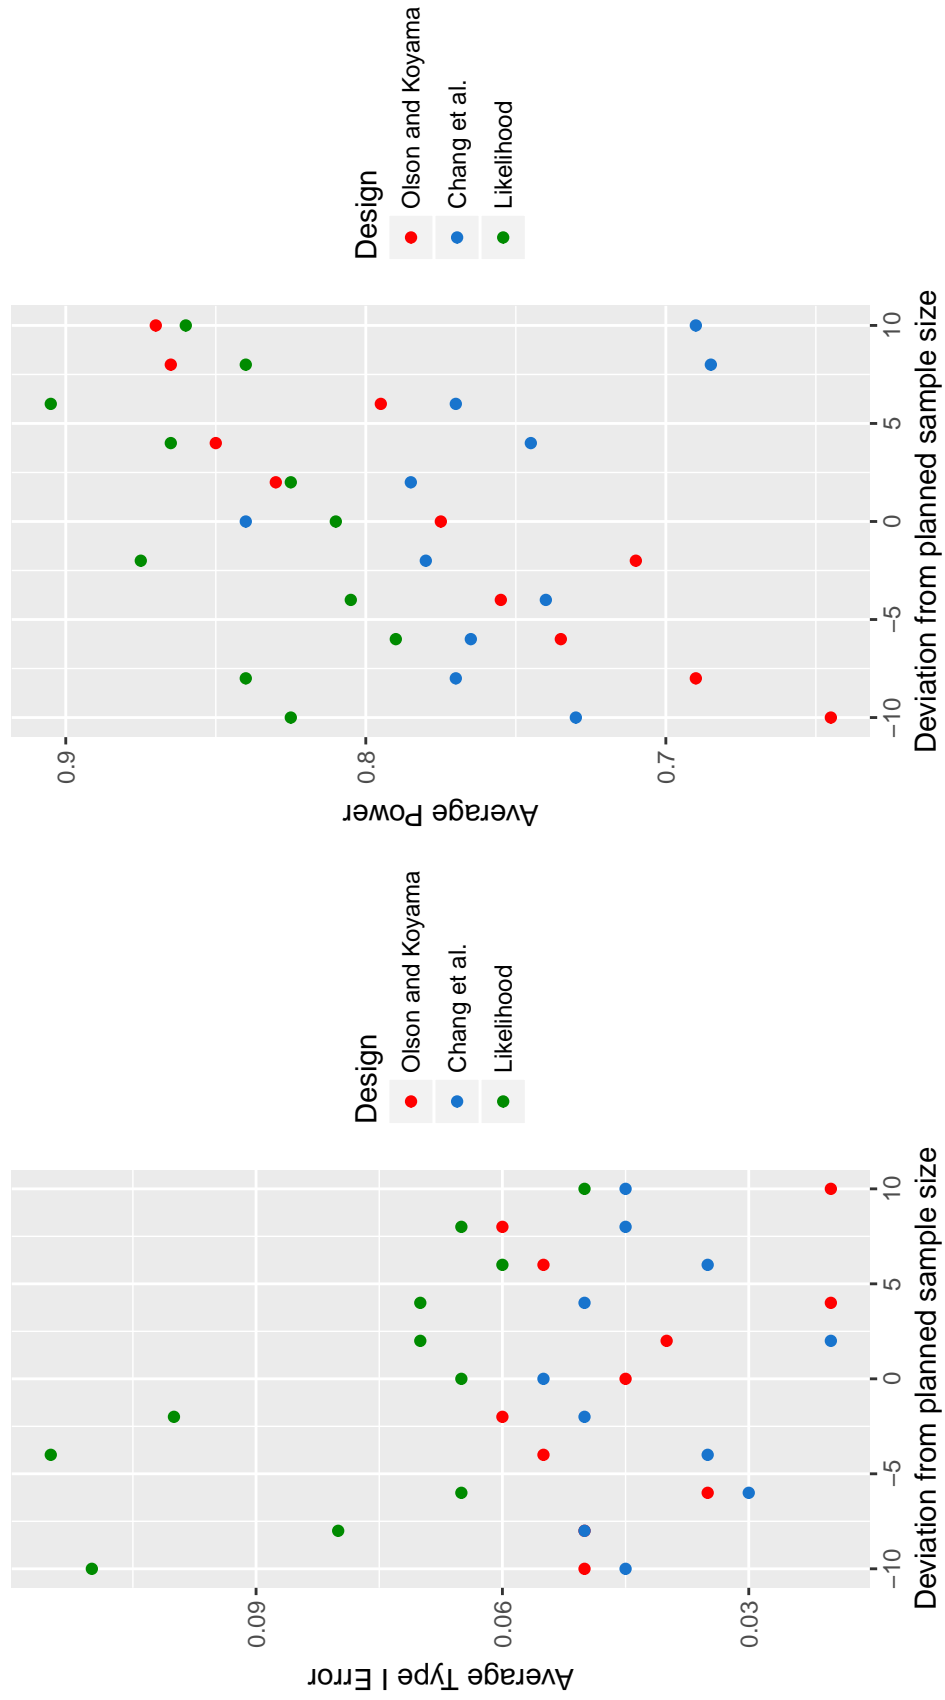 Average Type I Error
0.09
0.06
0.03
−10
−5
0
5
10
Deviation from planned sample size
Design
Olson and Koyama
Chang et al.
Likelihood
Average Power
0.9
0.8
0.7
−10
−5
0
5
10
Deviation from planned sample size
Design
Olson and Koyama
Chang et al.
Likelihood